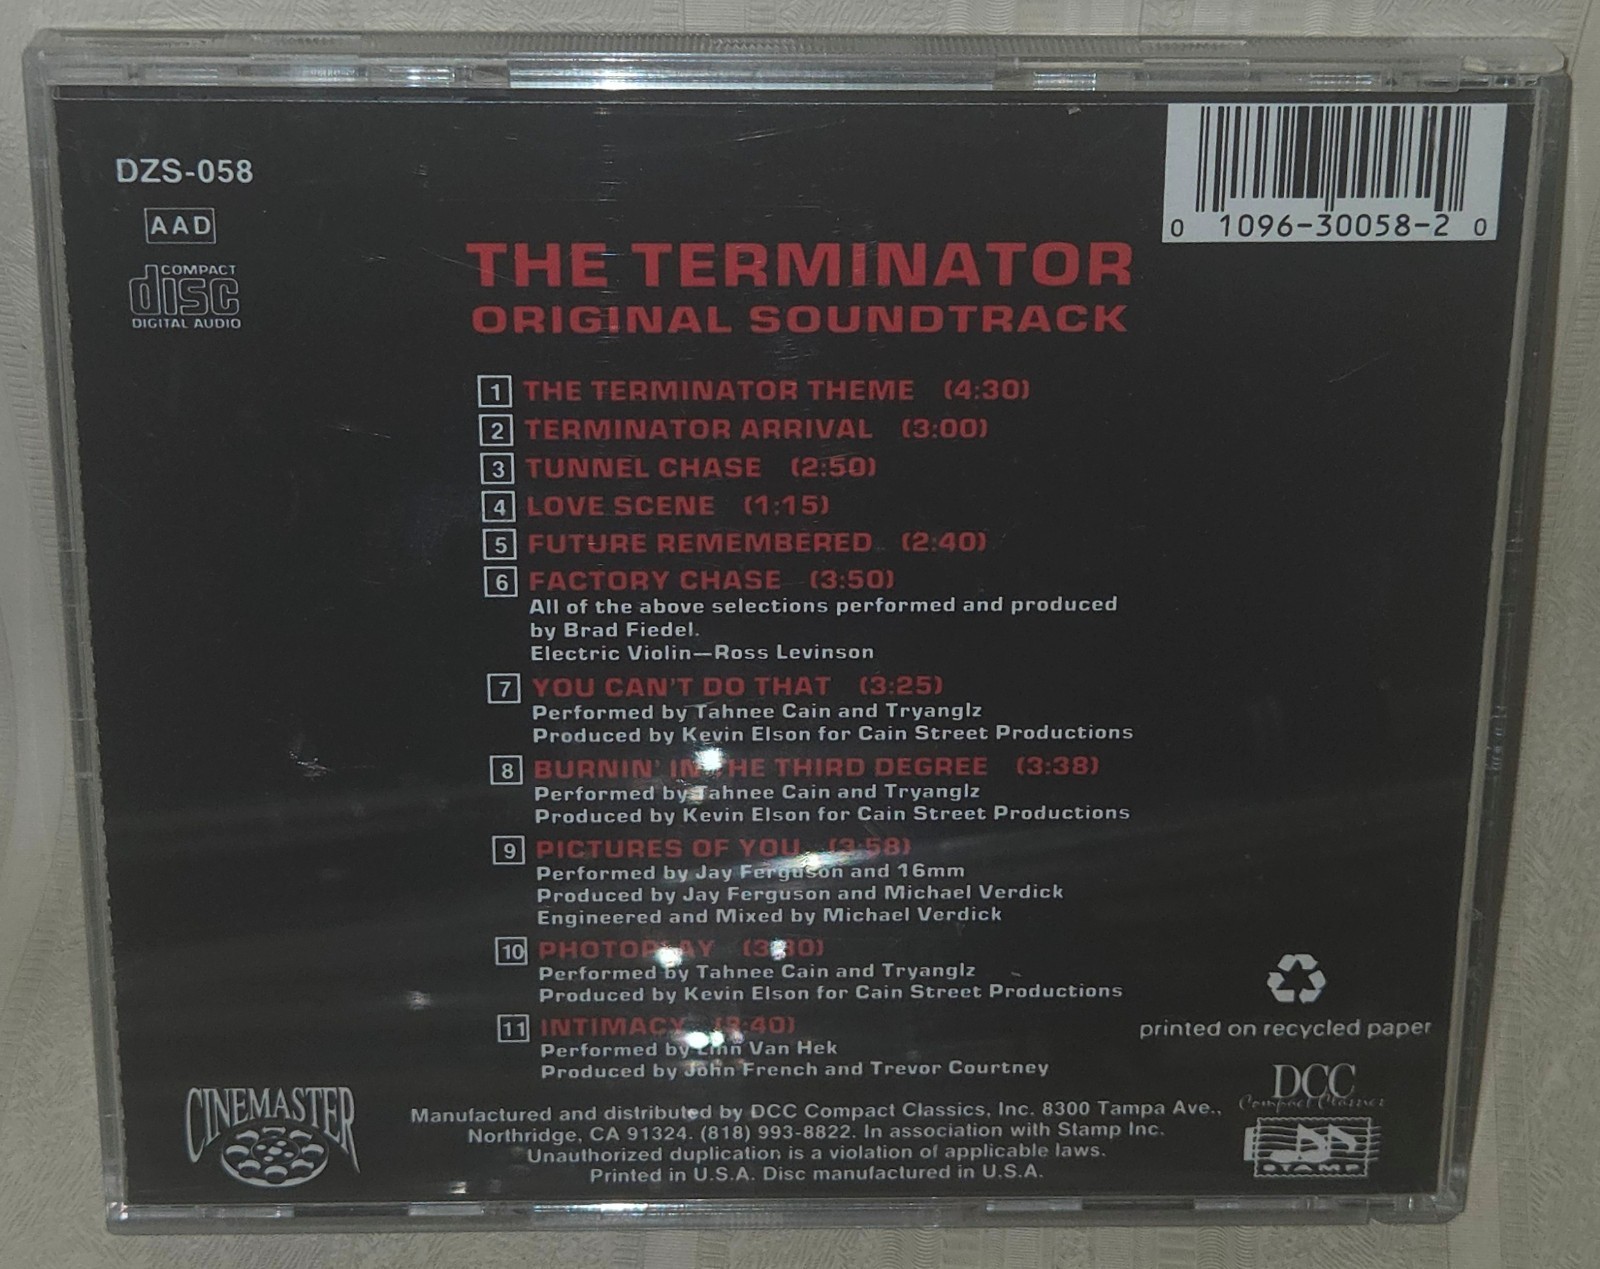 DZS-058
AAD
COMPACT
disc
DIGITAL AUDIO
0 1096-30058-2 0
THE TERMINATOR
ORIGINAL SOUNDTRACK
1 THE TERMINATOR THEME (4:30)
2 TERMINATOR ARRIVAL (3:00)
3 TUNNEL CHASE (2:50)
4 LOVE SCENE (1:15)
5 FUTURE REMEMBERED (2:40)
6 FACTORY CHASE (3:50)
All of the above selections performed and produced
by Brad Fiedel.
Electric Violin—Ross Levinson
7 YOU CAN'T DO THAT (3:25)
Performed by Tahnee Cain and Tryanglz
Produced by Kevin Elson for Cain Street Productions
8 BURNIN' IN THE THIRD DEGREE (3:38)
Performed by Tahnee Cain and Tryanglz
Produced by Kevin Elson for Cain Street Productions
9 PICTURES OF YOU (3:58)
Performed by Jay Ferguson and 16mm
Produced by Jay Ferguson and Michael Verdick
Engineered and Mixed by Michael Verdick
10 PHOTOPLAY
Performed by Tahnee Cain and Tryanglz
Produced by Kevin Elson for Cain Street Productions
11 INTIMACY (3:40)
Performed by Linn Van Hek
Produced by John French and Trevor Courtney
printed on recycled paper
CINEMASTER
Manufactured and distributed by DCC Compact Classics, Inc. 8300 Tampa Ave.,
Northridge, CA 91324. (818) 993-8822. In association with Stamp Inc.
Unauthorized duplication is a violation of applicable laws.
Printed in U.S.A. Disc manufactured in U.S.A.
DCC
Compact Classics
STAMP